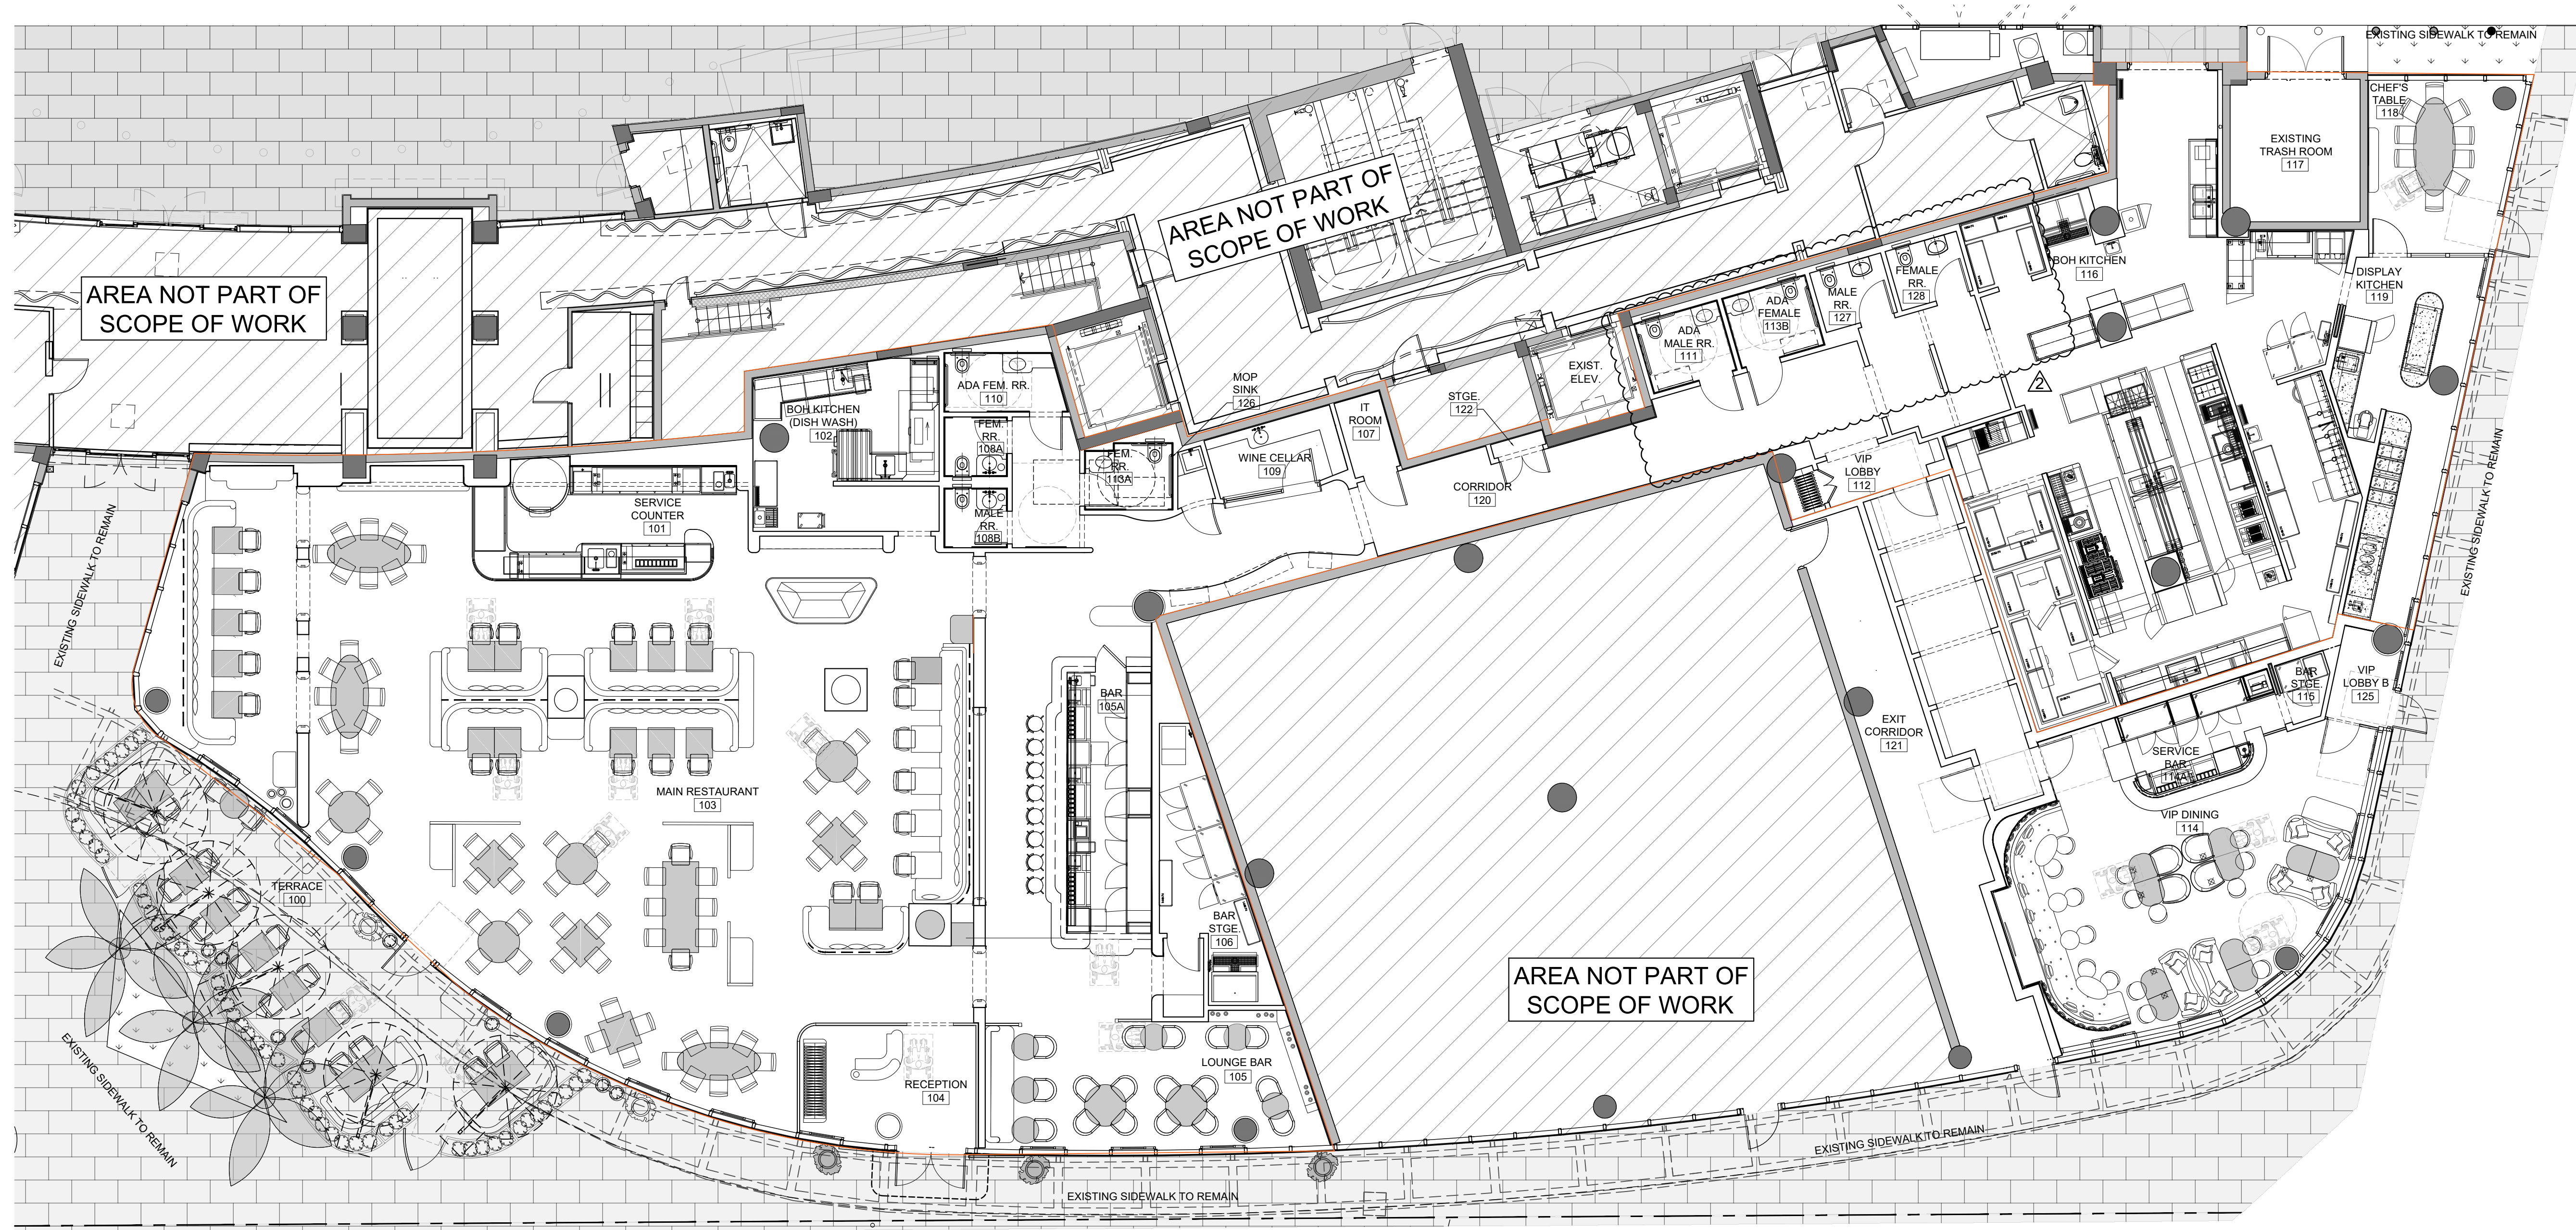 EXISTING SIDEWALK TO REMAIN
CHEF'S
TABLE
118
EXISTING
TRASH ROOM
117
AREA NOT PART OF
SCOPE OF WORK
AREA NOT PART OF
SCOPE OF WORK
BOH KITCHEN
116
DISPLAY
KITCHEN
119
FEMALE
RR.
128
MALE
RR.
127
ADA
FEMALE
113B
ADA
MALE RR.
111
EXIST.
ELEV.
2
MOP
SINK
126
STGE.
122
IT
ROOM
107
ADA FEM. RR.
110
BOH KITCHEN
(DISH WASH)
102
FEM.
RR.
108A
FEM.
RR.
113A
WINE CELLAR
109
CORRIDOR
120
VIP
LOBBY
112
SERVICE
COUNTER
101
MALE
RR.
108B
EXISTING SIDEWALK TO REMAIN
EXISTING SIDEWALK TO REMAIN
BAR
105A
BAR
STGE.
115
VIP
LOBBY B
125
EXIT
CORRIDOR
121
SERVICE
BAR
114A
MAIN RESTAURANT
103
VIP DINING
114
TERRACE
100
BAR
STGE.
106
AREA NOT PART OF
SCOPE OF WORK
LOUNGE BAR
105
RECEPTION
104
EXISTING SIDEWALK TO REMAIN
EXISTING SIDEWALK TO REMAIN
EXISTING SIDEWALK TO REMAIN